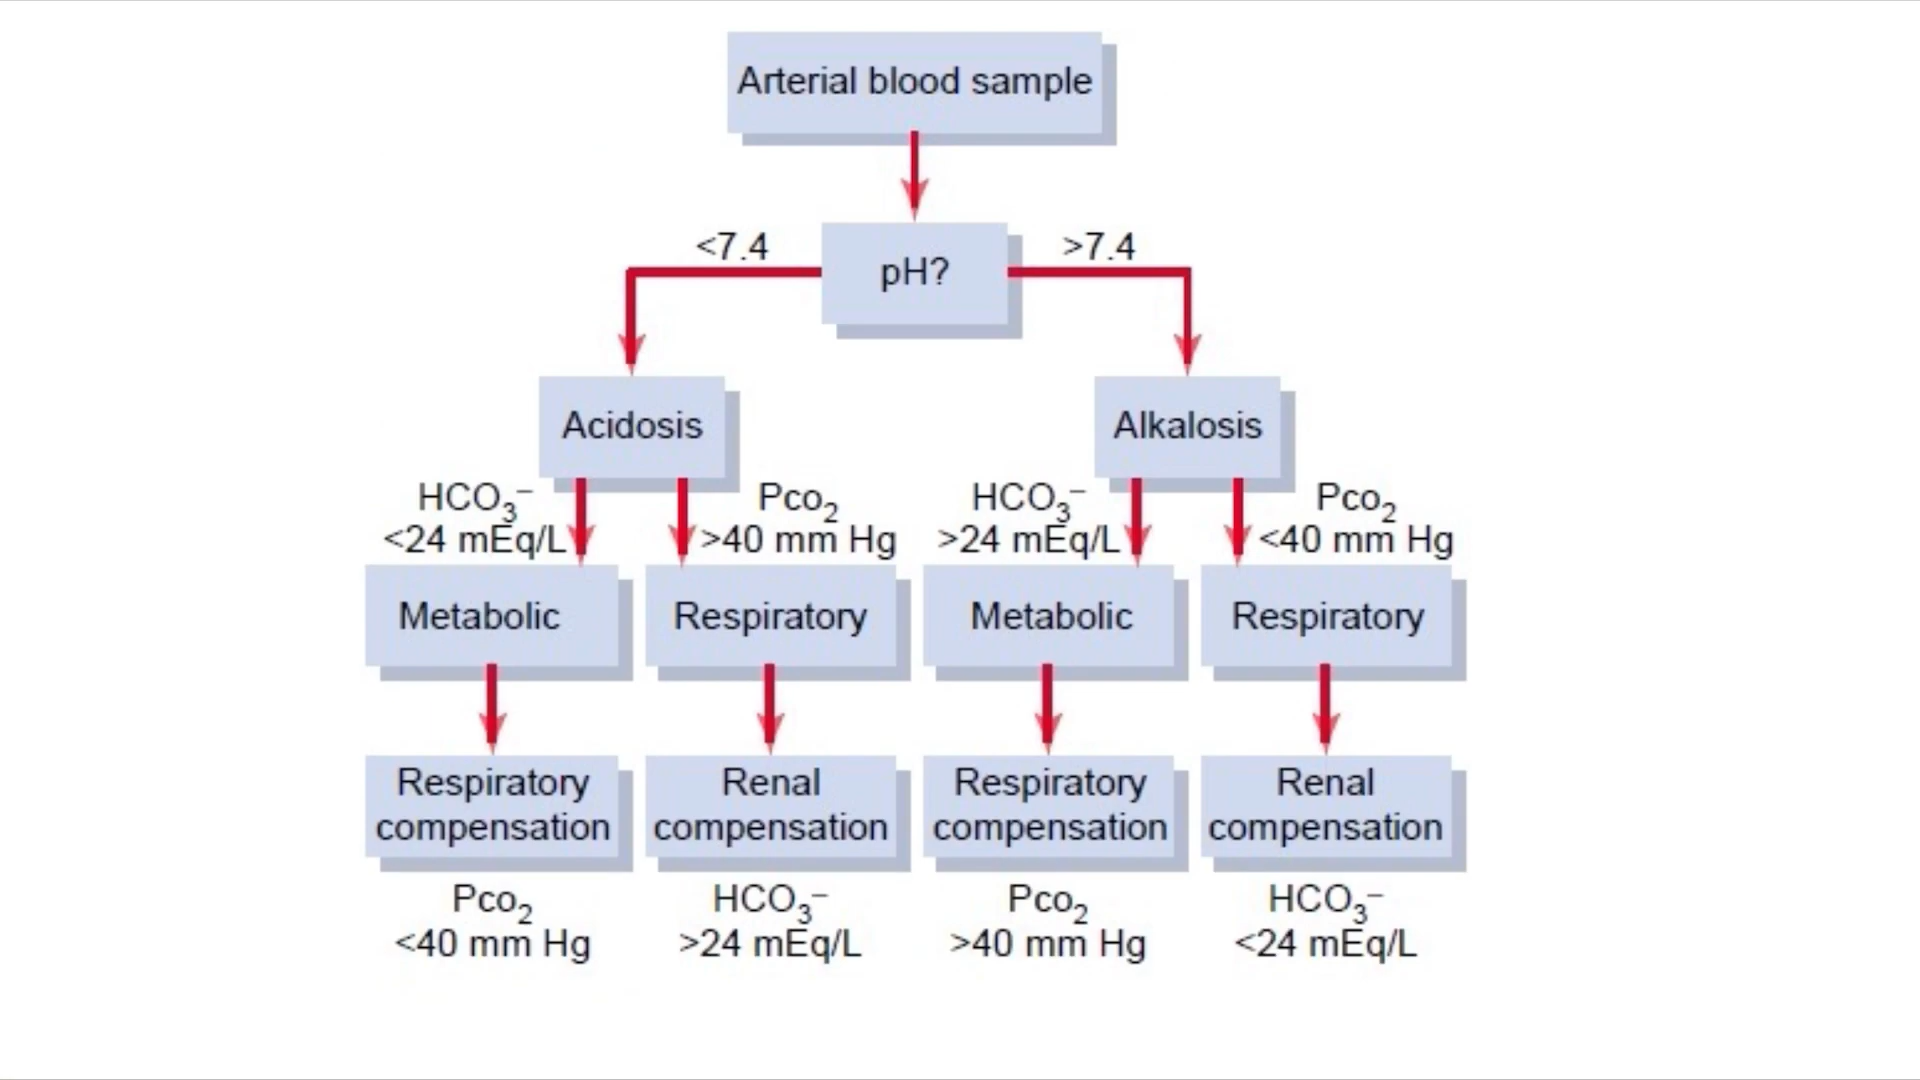 Arterial blood sample
<7.4
pH?
>7.4
Acidosis
Alkalosis
HCO₃⁻
<24 mEq/L
Pco₂
>40 mm Hg
HCO₃⁻
>24 mEq/L
Pco₂
<40 mm Hg
Metabolic
Respiratory
Metabolic
Respiratory
Respiratory
compensation
Renal
compensation
Respiratory
compensation
Renal
compensation
Pco₂
<40 mm Hg
HCO₃⁻
>24 mEq/L
Pco₂
>40 mm Hg
HCO₃⁻
<24 mEq/L